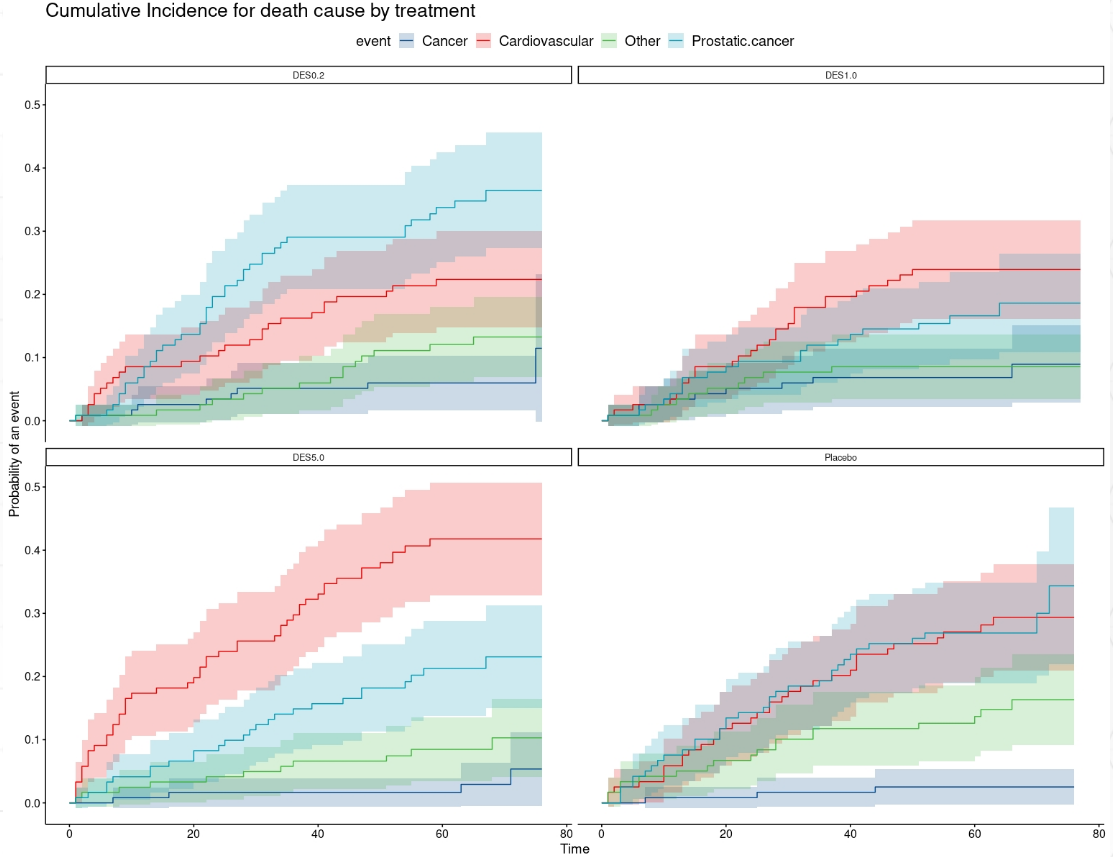 Cumulative Incidence for death cause by treatment
event Cancer Cardiovascular Other Prostatic.cancer
DES0.2 DES1.0
0.5
0.4
0.3
0.2
0.1
0.0
Probability of an event
DES5.0 Placebo
0.5
0.4
0.3
0.2
0.1
0.0
0 20 40 60 80 0 20 40 60 80
Time